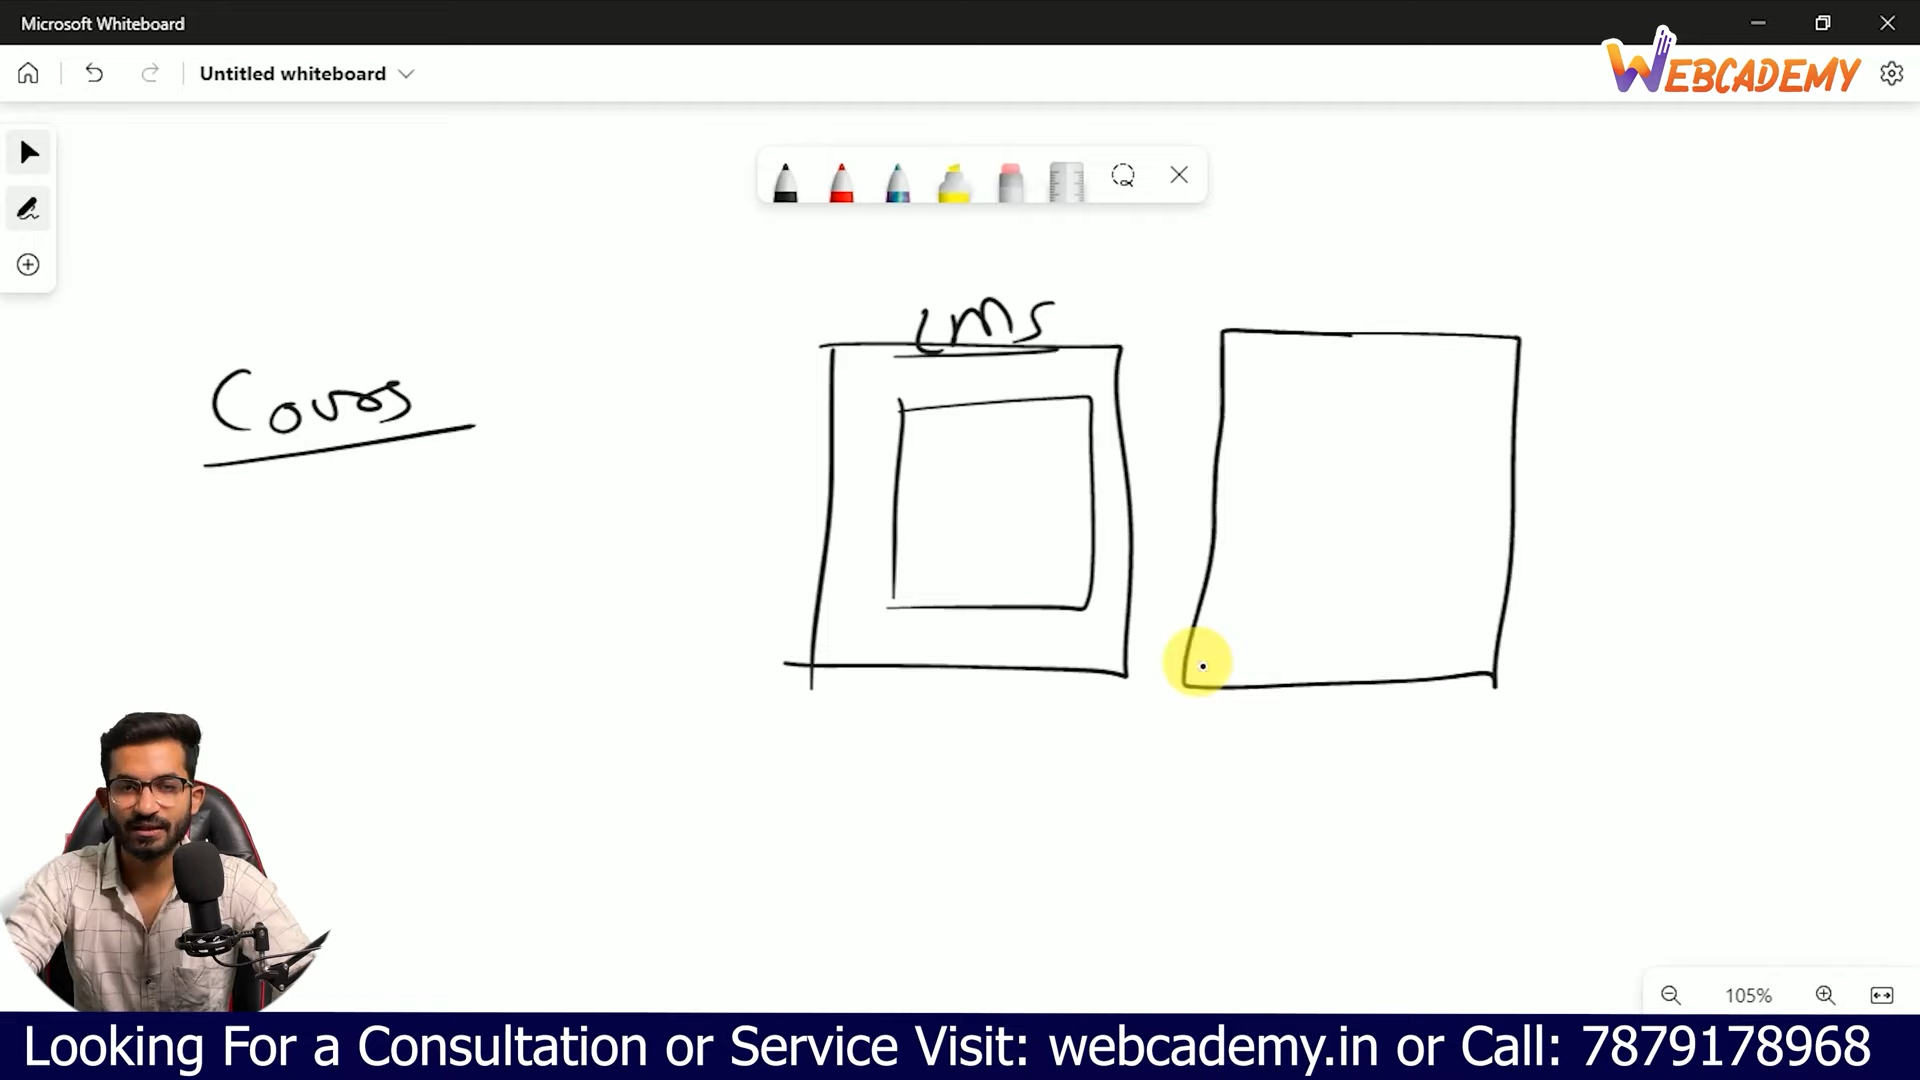 Microsoft Whiteboard
Untitled whiteboard
WEBCADEMY
LMS
Cours
105%
Looking For a Consultation or Service Visit: webcademy.in or Call: 7879178968